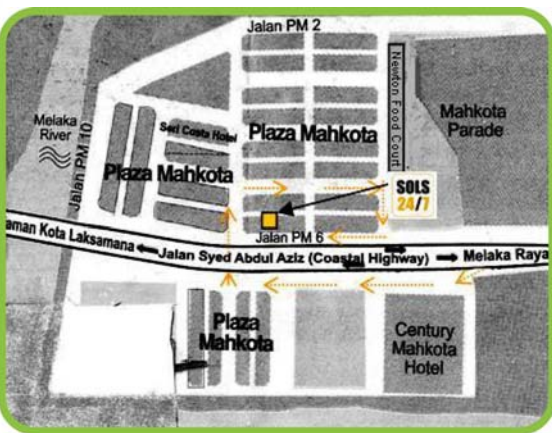 Jalan PM 2
Newton Food Court
Melaka
River
Mahkota
Parade
Seri Costa Hotel
Plaza Mahkota
Plaza Mahkota
Jalan PM 10
SOLS
24/7
Jalan PM 6
aman Kota Laksamana
Jalan Syed Abdul Aziz (Coastal Highway)
Melaka Raya
Plaza
Mahkota
Century
Mahkota
Hotel